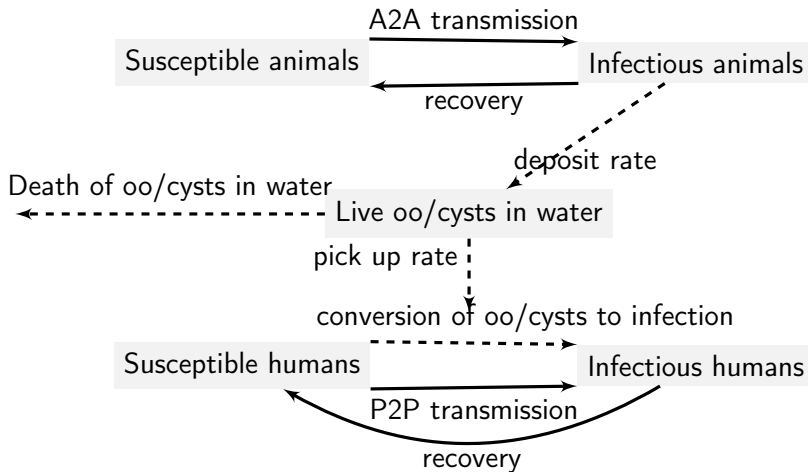 A2A transmission
Susceptible animals
Infectious animals
recovery
deposit rate
Death of oo/cysts in water
Live oo/cysts in water
pick up rate
conversion of oo/cysts to infection
Susceptible humans
Infectious humans
P2P transmission
recovery